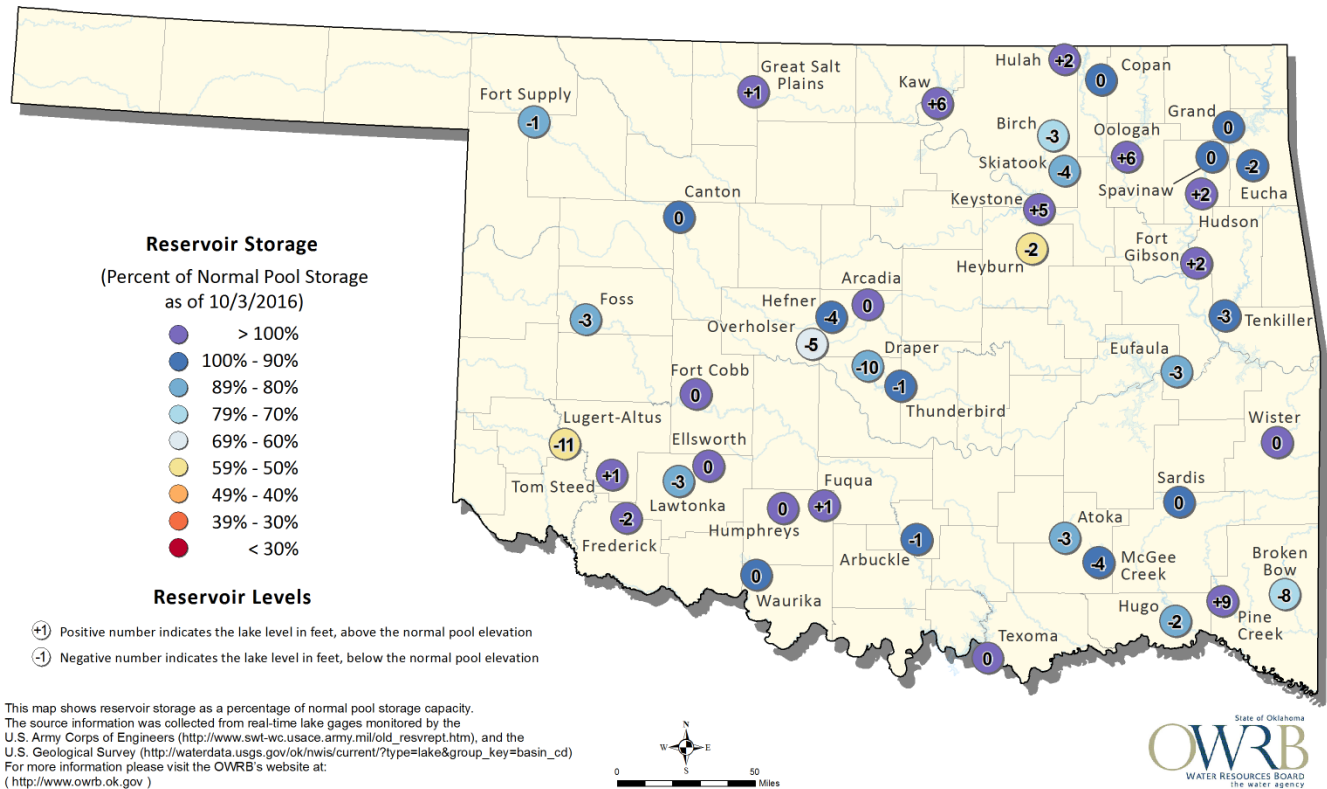 Hulah
+2
Copan
0
Great Salt
Plains
+1
Kaw
+6
Fort Supply
-1
Grand
0
Birch
-3
Oologah
+6
Skiatook
-4
0
Spavinaw
-2
Eucha
Canton
0
Keystone
+5
+2
Hudson
Reservoir Storage
(Percent of Normal Pool Storage
as of 10/3/2016)
> 100%
100% - 90%
89% - 80%
79% - 70%
69% - 60%
59% - 50%
49% - 40%
39% - 30%
< 30%
-2
Heyburn
Fort
Gibson
+2
Arcadia
0
Foss
-3
Hefner
-4
Overholser
-5
-3
Tenkiller
Draper
-10
Eufaula
-3
Fort Cobb
0
-1
Thunderbird
Lugert-Altus
-11
Wister
0
Ellsworth
0
Tom Steed
+1
-3
Lawtonka
Fuqua
+1
Sardis
0
-2
Frederick
0
Humphreys
Atoka
-3
-1
Arbuckle
-4
McGee
Creek
Broken
Bow
-8
0
Waurika
Hugo
-2
+9
Pine
Creek
Texoma
0
Reservoir Levels
+1 Positive number indicates the lake level in feet, above the normal pool elevation
-1 Negative number indicates the lake level in feet, below the normal pool elevation
This map shows reservoir storage as a percentage of normal pool storage capacity.
The source information was collected from real-time lake gages monitored by the
U.S. Army Corps of Engineers (http://www.swt-wc.usace.army.mil/old_resvrept.htm), and the
U.S. Geological Survey (http://waterdata.usgs.gov/ok/nwis/current/?type=lake&group_key=basin_cd)
For more information please visit the OWRB's website at:
( http://www.owrb.ok.gov )
N
W E
S
0 50
Miles
State of Oklahoma
OWRB
WATER RESOURCES BOARD
the water agency